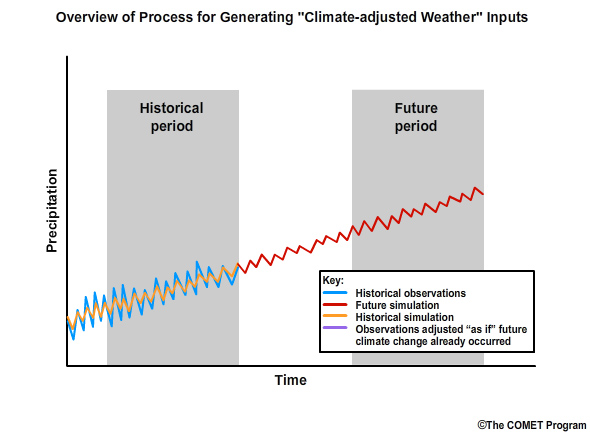 Overview of Process for Generating "Climate-adjusted Weather" Inputs
Historical
period
Future
period
Precipitation
Key:
Historical observations
Future simulation
Historical simulation
Observations adjusted “as if” future
climate change already occurred
Time
©The COMET Program